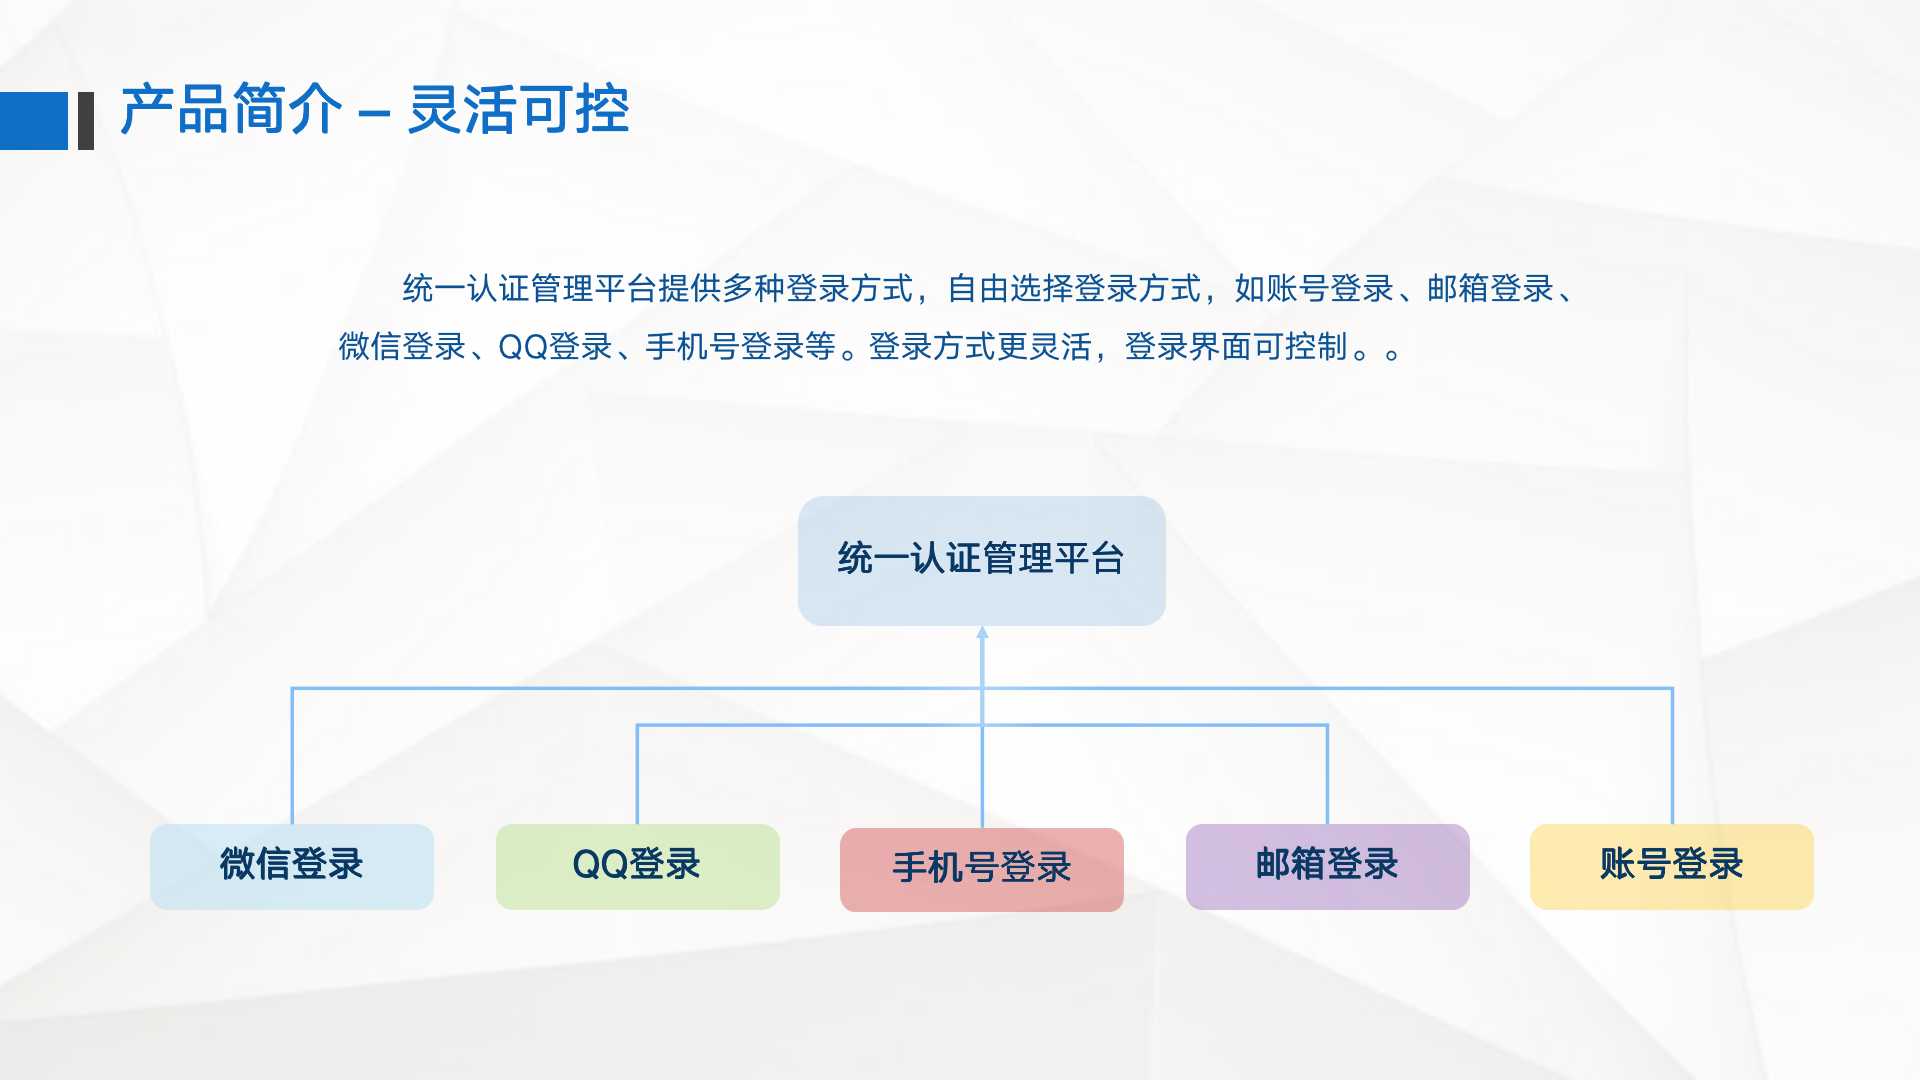 产品简介 – 灵活可控
统一认证管理平台提供多种登录方式，自由选择登录方式，如账号登录、邮箱登录、
微信登录、QQ登录、手机号登录等。登录方式更灵活，登录界面可控制。。
统一认证管理平台
微信登录
QQ登录
手机号登录
邮箱登录
账号登录